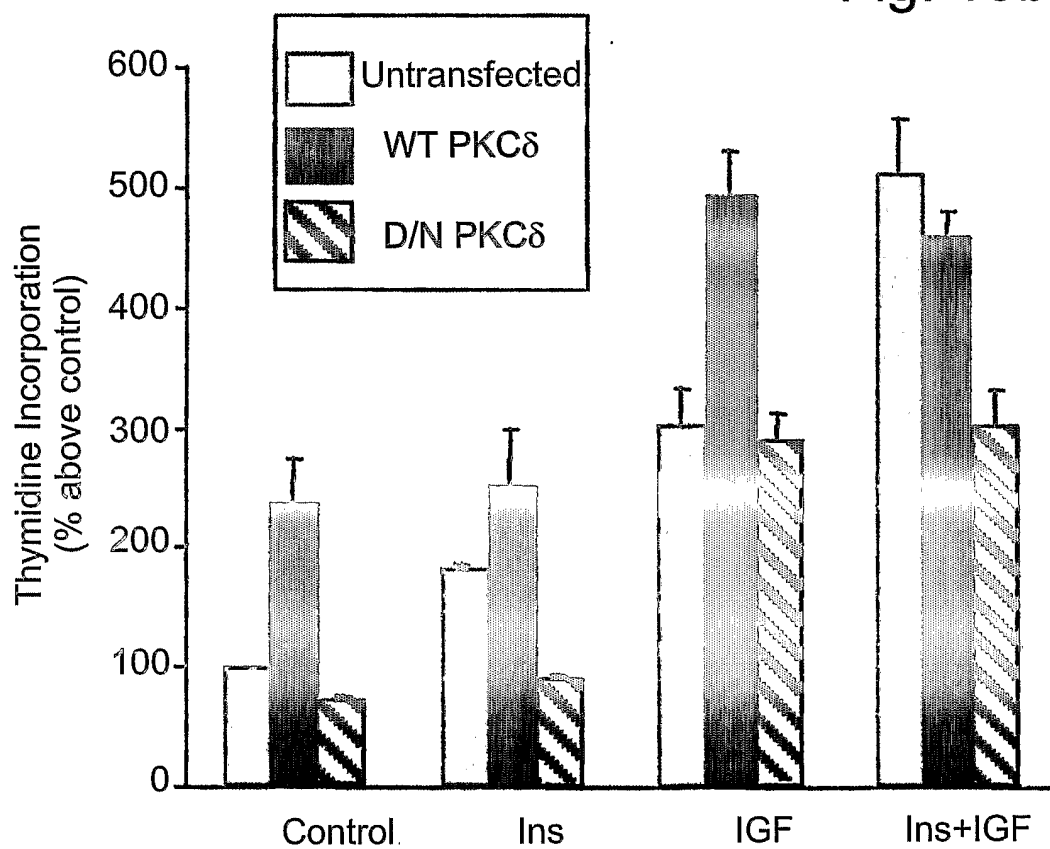 Untransfected
WT PKCδ
D/N PKCδ
Thymidine Incorporation
(% above control)
600
500
400
300
200
100
0
Control
Ins
IGF
Ins+IGF